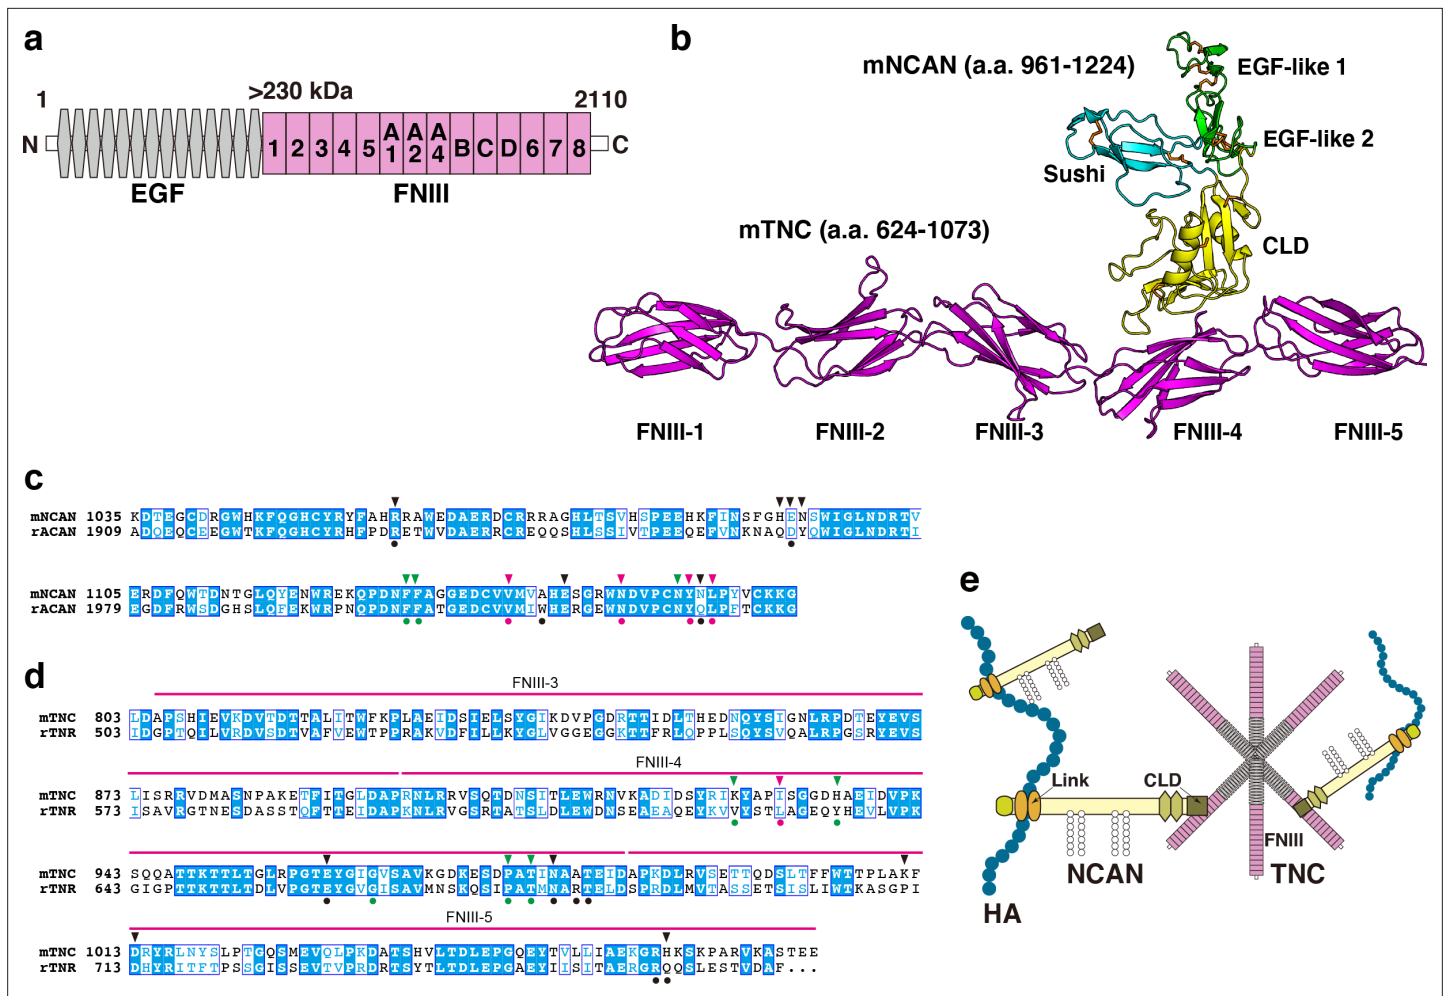 a
1 >230 kDa 2110
N 1 2 3 4 5 A1 A2 A4 B C D 6 7 8 C
EGF FNIII
b
mNCAN (a.a. 961-1224)
EGF-like 1
EGF-like 2
Sushi
CLD
mTNC (a.a. 624-1073)
FNIII-1 FNIII-2 FNIII-3 FNIII-4 FNIII-5
c
mNCAN 1035 KDTEGCDRGWHKFQGHCYRYFAHRRAWEDAERDCRRRAGHLTSVHSPEEHKFINSFGHENSWIGLNDRTV
rACAN 1909 ADQEQCEEGWTKFQGHCYRHFPDRETWVDAERRCREQQSHLSSIVTPEEQEFVNKNAQDYQWIGLNDRTI
mNCAN 1105 ERDFQWTDNTGLQYENWREKQPDNFFAGGEDCVVMVAHESGRWNDVPCNYNLPYVCKKG
rACAN 1979 EGDFRWSDGHSLQFEKWRPNQPDNFFATGEDCVVMIWHERGEWNDVPCNYQLPFTCKKG
d
FNIII-3
mTNC 803 LDAPSHIEVKDVTDTTALITWFKPLAEIDSIELSYGIKDVPGDRTTIDLTHEDNQYSIGNLRPDTEYEVS
rTNR 503 IDGPTQILVRDVSDTVAFVEWTPPRAKVDFILLKYGLVGGEGGKTTFRLQPPLSQYSVQALRPGSRYEVS
FNIII-4
mTNC 873 LISRRVDMASNPAKETFITGLDAPRNLRRVSQTDNSITLEWRNVKADIDSYRIKYAPISGGDHAEIDVPK
rTNR 573 ISAVRGTNESDASSTQFTTEIDAPKNLRVGSRTATSLDLEWDNSEAEAQEYKVVYSTLAGEQYHEVLVPK
mTNC 943 SQQATTKTTLTGLRPGTEYGIGVSAVKGDKESDPATINAATEIDAPKDLRVSETTQDSLTFFWTTPLAKF
rTNR 643 GIGPTTKTTLTDLVPGTEYGVGISAVMNSKQSIPATMNARTELDSPRDLMVTASSETSISLIWTKASGPI
FNIII-5
mTNC 1013 DRYRLNYSLPTGQSMEVQLPKDATSHVLTDLEPGQEYTVLLIAEKGRHKSKPARVKASTEE
rTNR 713 DHYRITFTPSSGISSEVTVPRDRTSYTLTDLEPGAEYIISITAERGRQQSLESTVDAF...
e
Link CLD
FNIII
NCAN TNC
HA